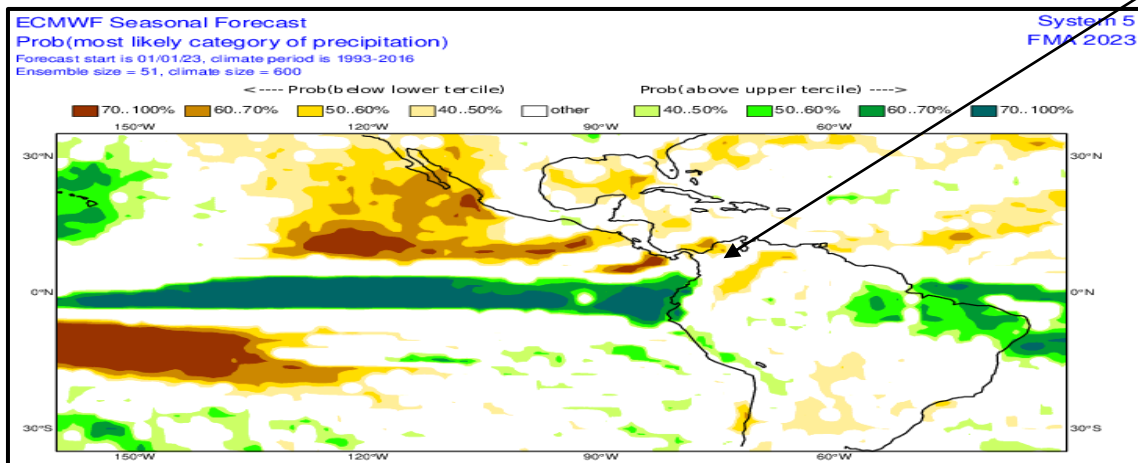 ECMWF Seasonal Forecast System 5
Prob(most likely category of precipitation) FMA 2023
Forecast start is 01/01/23, climate period is 1993-2016
Ensemble size = 51, climate size = 600
<---- Prob(below lower tercile) Prob(above upper tercile) ---->
70..100% 60..70% 50..60% 40..50% other 40..50% 50..60% 60..70% 70..100%
150°W 120°W 90°W 60°W
30°N 30°N
0°N 0°N
30°S 30°S
150°W 120°W 90°W 60°W